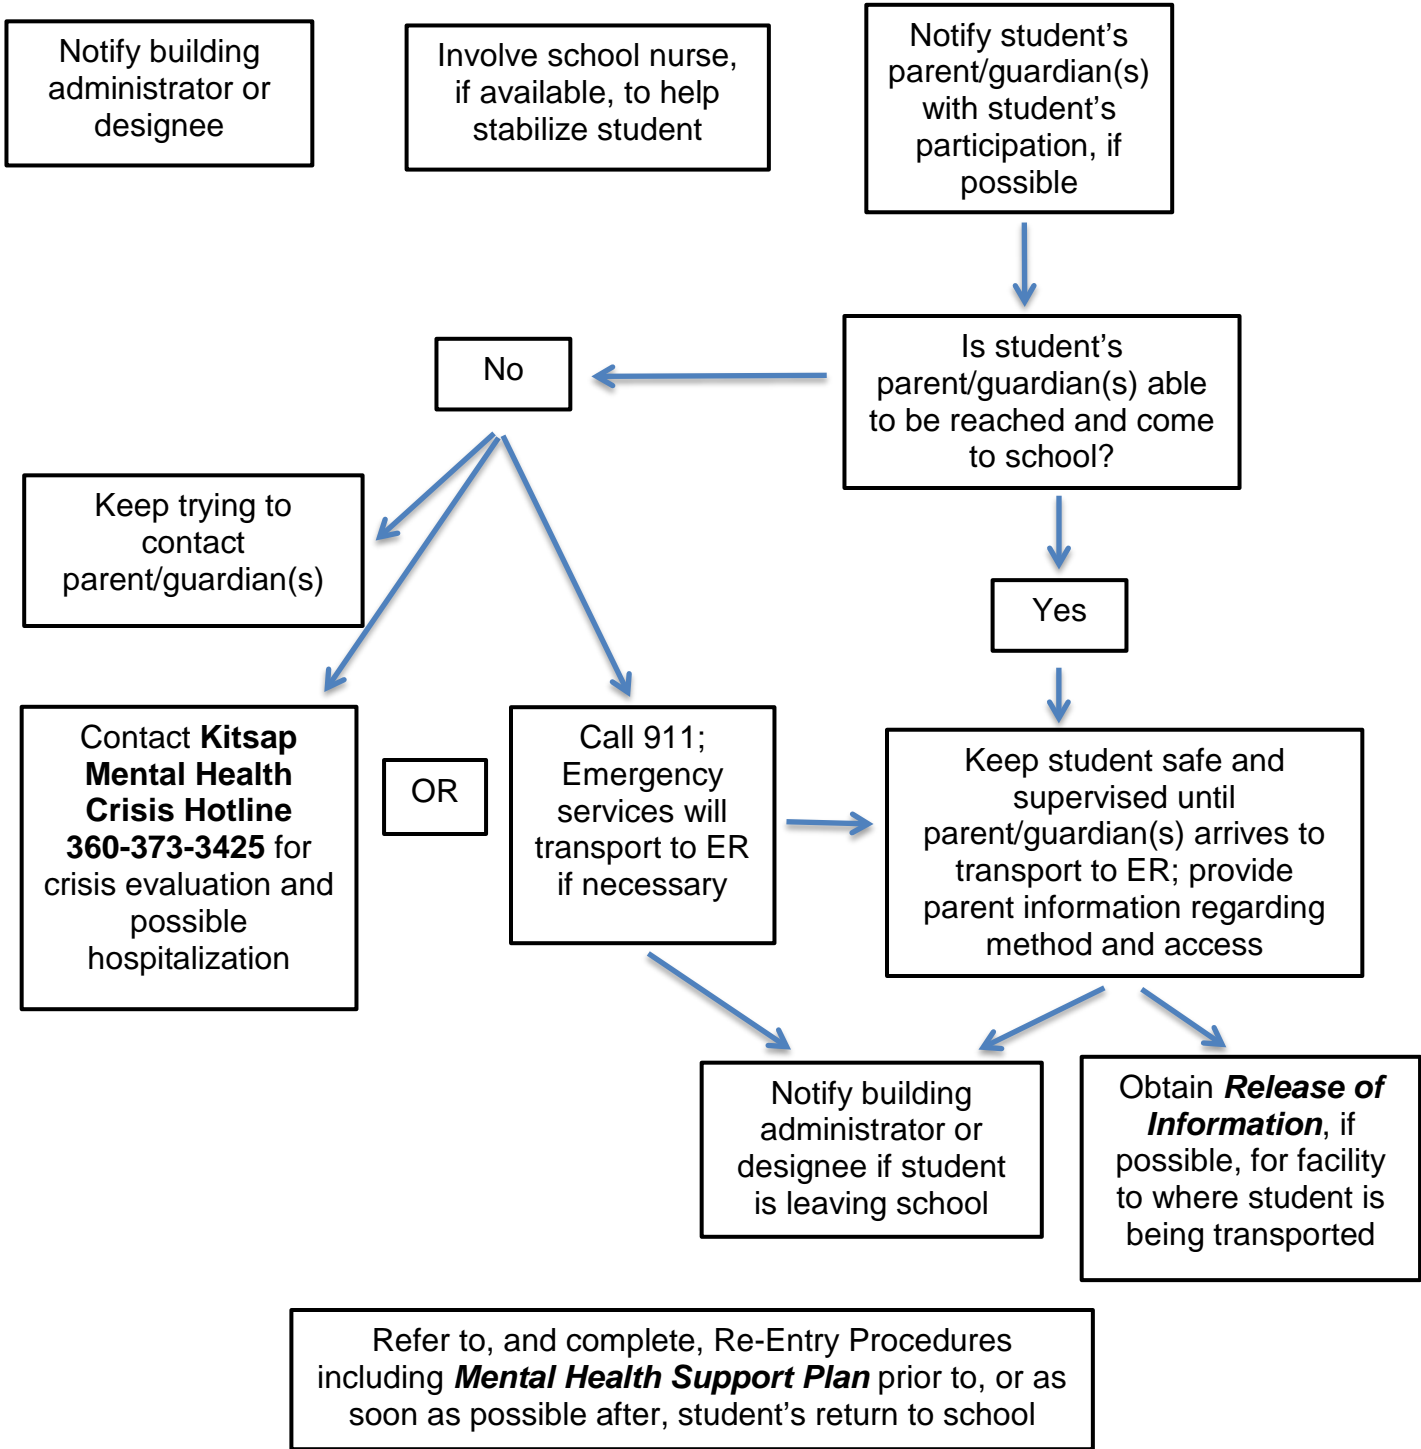 Notify building
administrator or
designee
Involve school nurse,
if available, to help
stabilize student
Notify student’s
parent/guardian(s)
with student’s
participation, if
possible
Is student’s
parent/guardian(s) able
to be reached and come
to school?
No
Keep trying to
contact
parent/guardian(s)
Yes
Contact Kitsap
Mental Health
Crisis Hotline
360-373-3425 for
crisis evaluation and
possible
hospitalization
OR
Call 911;
Emergency
services will
transport to ER
if necessary
Keep student safe and
supervised until
parent/guardian(s) arrives to
transport to ER; provide
parent information regarding
method and access
Notify building
administrator or
designee if student
is leaving school
Obtain Release of
Information, if
possible, for facility
to where student is
being transported
Refer to, and complete, Re-Entry Procedures
including Mental Health Support Plan prior to, or as
soon as possible after, student’s return to school